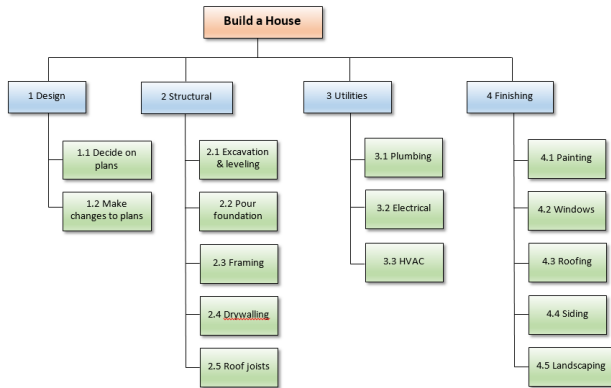 Build a House
1 Design
2 Structural
3 Utilities
4 Finishing
1.1 Decide on
plans
1.2 Make
changes to plans
2.1 Excavation
& leveling
2.2 Pour
foundation
2.3 Framing
2.4 Drywalling
2.5 Roof joists
3.1 Plumbing
3.2 Electrical
3.3 HVAC
4.1 Painting
4.2 Windows
4.3 Roofing
4.4 Siding
4.5 Landscaping